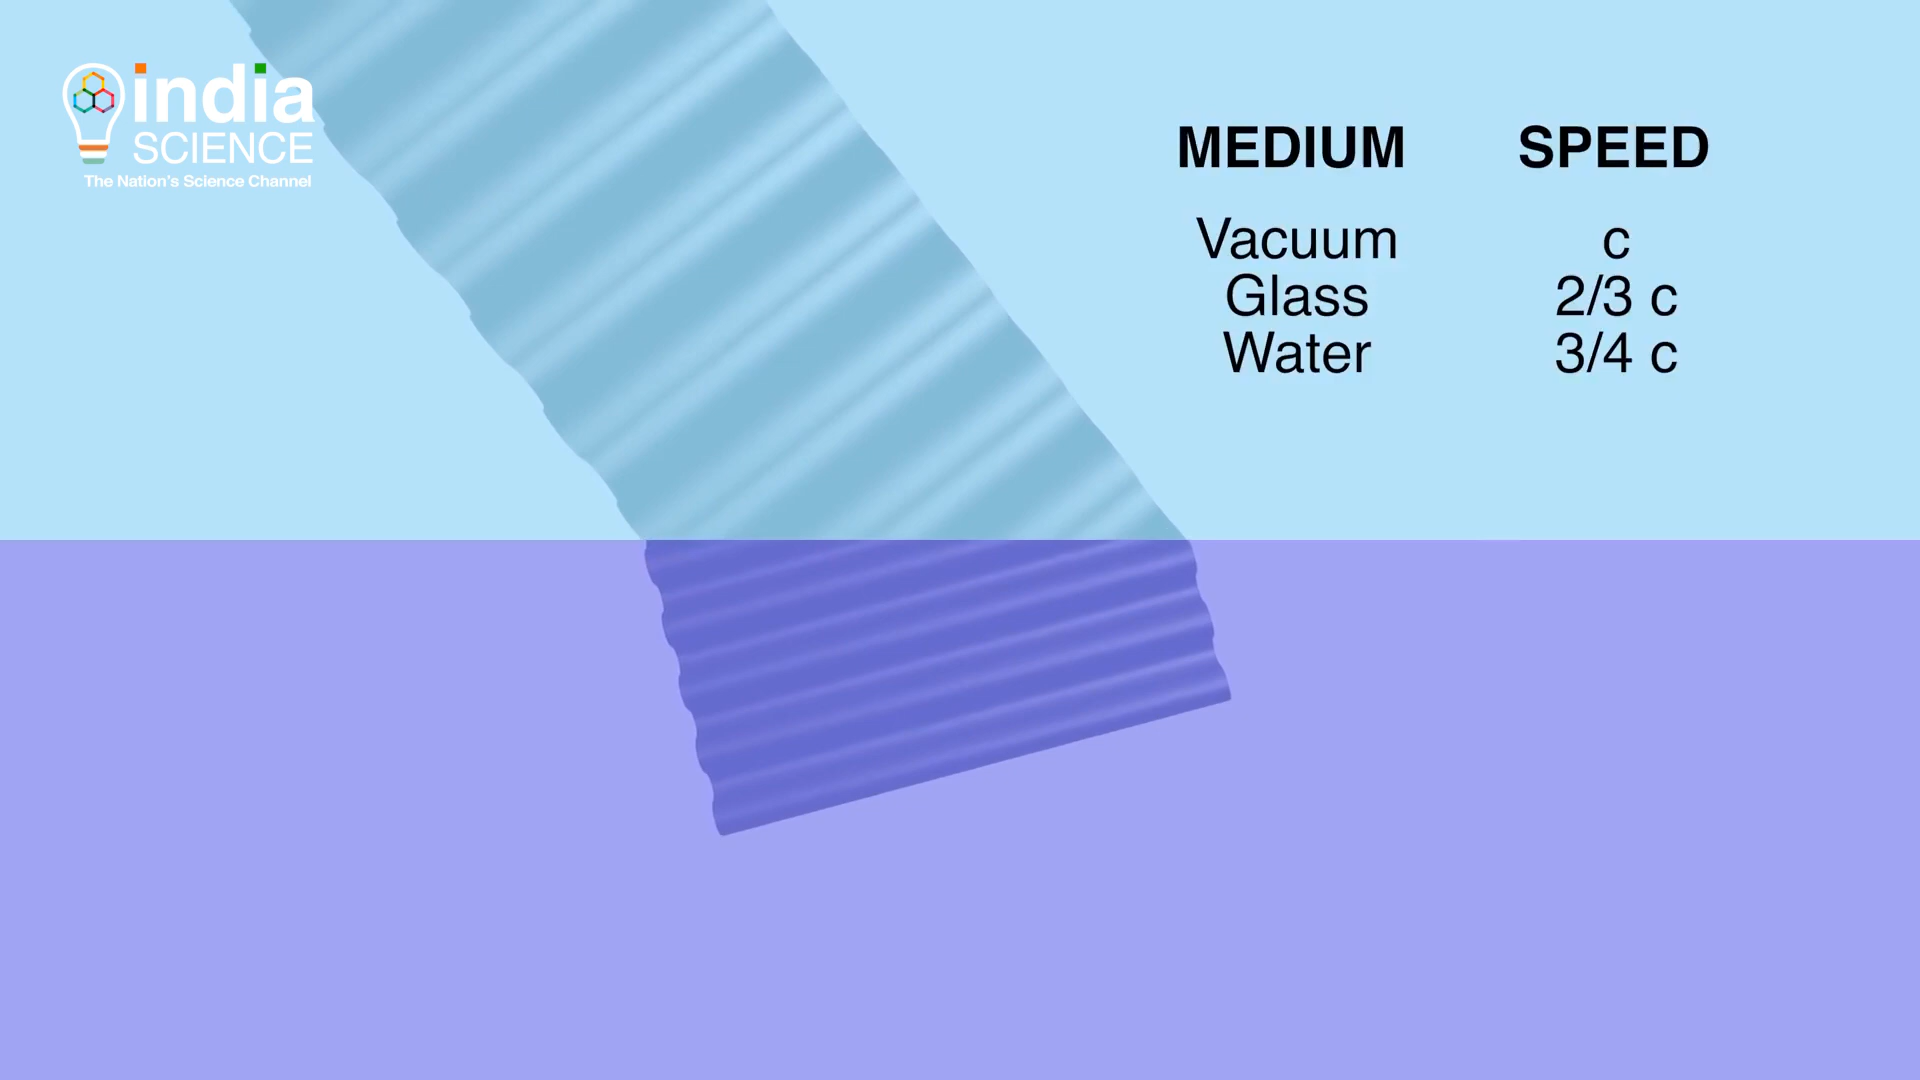 india
SCIENCE
The Nation's Science Channel
MEDIUM SPEED
Vacuum c
Glass 2/3 c
Water 3/4 c